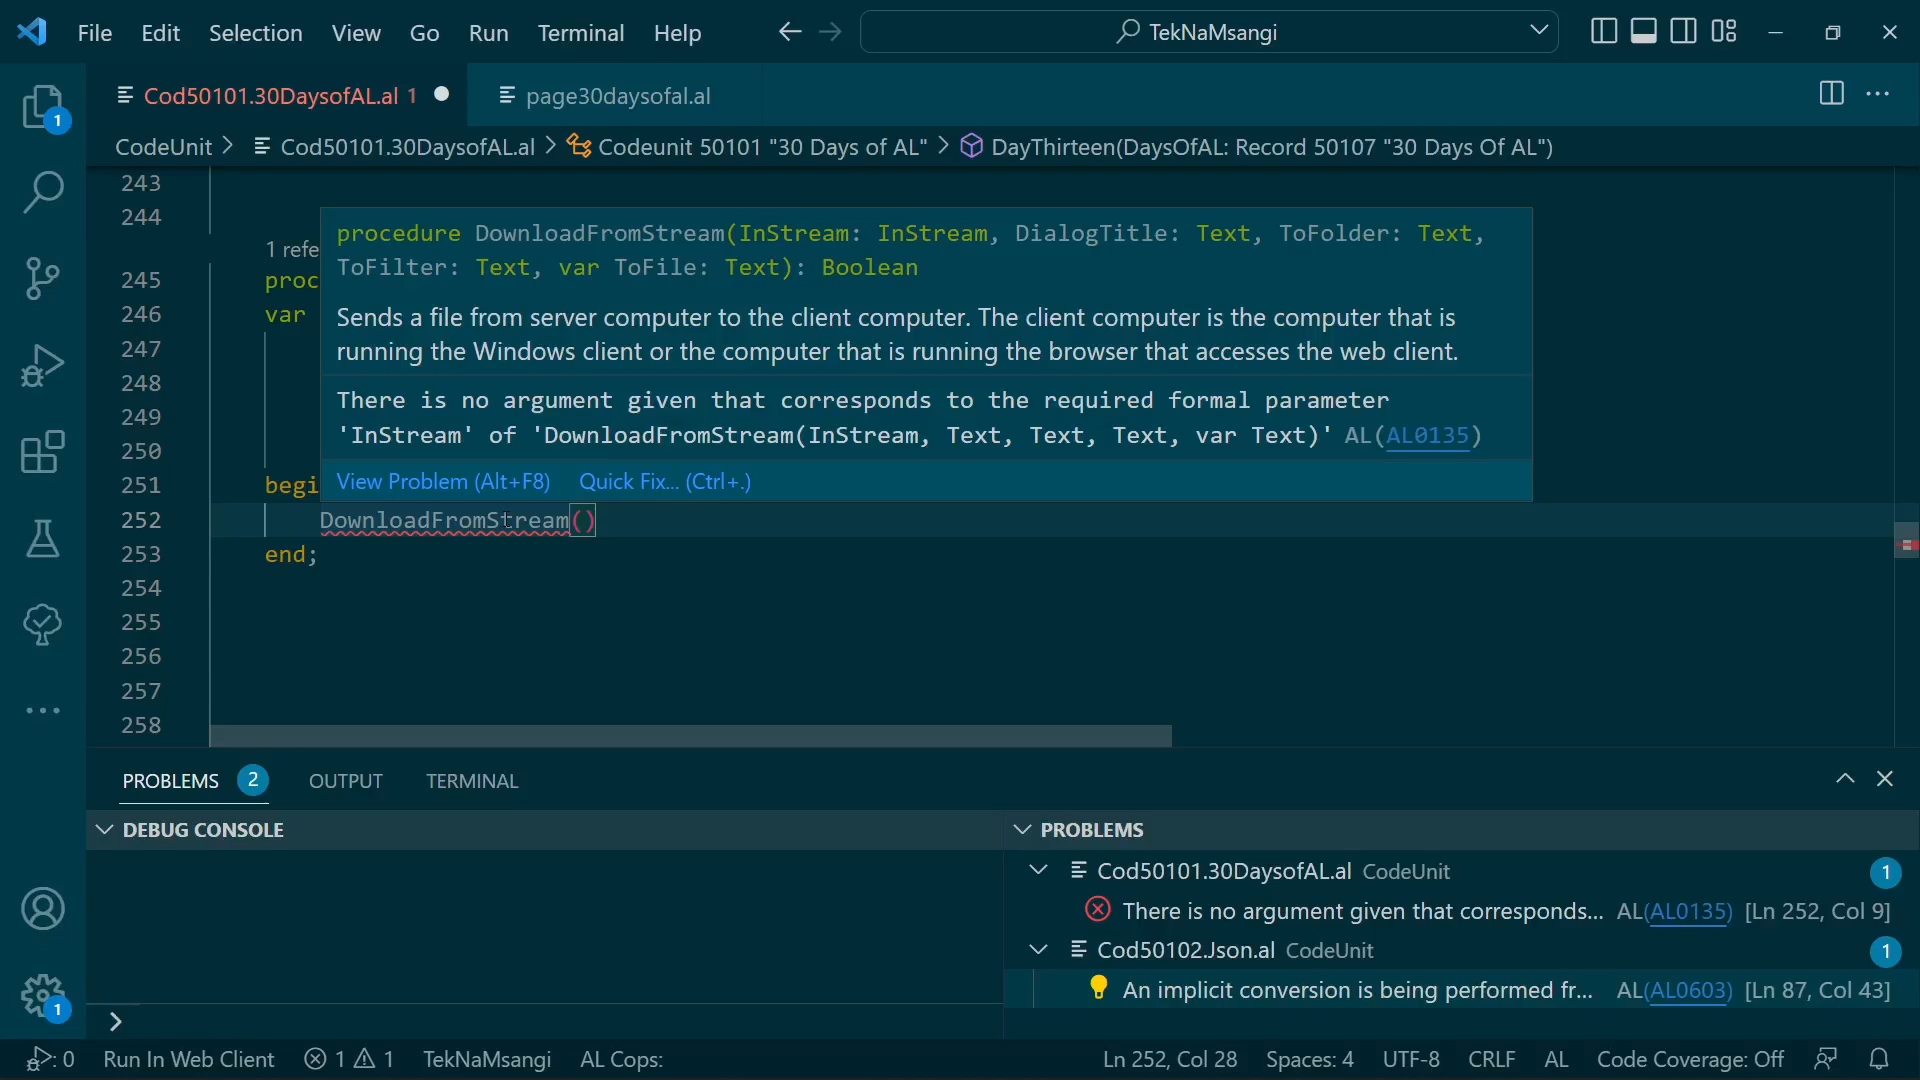 File Edit Selection View Go Run Terminal Help TekNaMsangi
Cod50101.30DaysofAL.al 1 page30daysofal.al
1
CodeUnit > Cod50101.30DaysofAL.al > Codeunit 50101 "30 Days of AL" > DayThirteen(DaysOfAL: Record 50107 "30 Days Of AL")
243
244
procedure DownloadFromStream(InStream: InStream, DialogTitle: Text, ToFolder: Text,
1 refe
ToFilter: Text, var ToFile: Text): Boolean
245 proc
246 var
Sends a file from server computer to the client computer. The client computer is the computer that is
247
running the Windows client or the computer that is running the browser that accesses the web client.
248
There is no argument given that corresponds to the required formal parameter
249
'InStream' of 'DownloadFromStream(InStream, Text, Text, Text, var Text)' AL(AL0135)
250
251 begi
View Problem (Alt+F8) Quick Fix... (Ctrl+.)
252 DownloadFromStream()
253 end;
254
255
256
257
258
PROBLEMS 2 OUTPUT TERMINAL
DEBUG CONSOLE
PROBLEMS
Cod50101.30DaysofAL.al CodeUnit 1
There is no argument given that corresponds... AL(AL0135) [Ln 252, Col 9]
Cod50102.Json.al CodeUnit 1
An implicit conversion is being performed fr... AL(AL0603) [Ln 87, Col 43]
1
>
: 0 Run In Web Client 1 1 TekNaMsangi AL Cops: Ln 252, Col 28 Spaces: 4 UTF-8 CRLF AL Code Coverage: Off